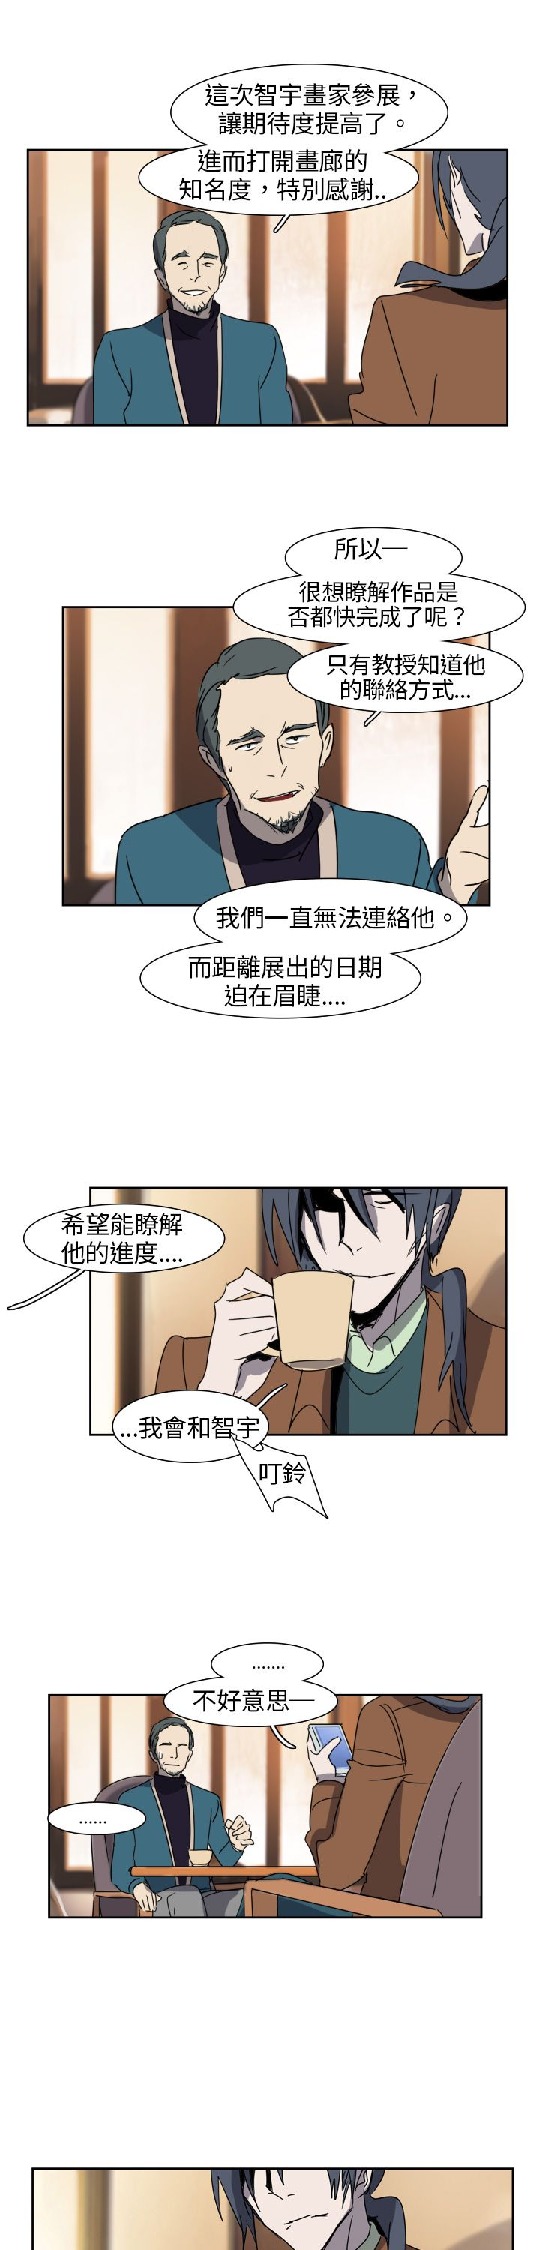 這次智宇畫家參展，
讓期待度提高了。
進而打開畫廊的
知名度，特別感謝..
所以—
很想瞭解作品是
否都快完成了呢？
只有教授知道他
的聯絡方式...
我們一直無法連絡他。
而距離展出的日期
迫在眉睫....
希望能瞭解
他的進度....
...我會和智宇
叮鈴
.......
不好意思—
......